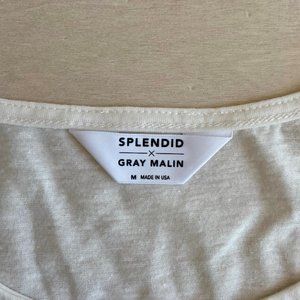 SPLENDID
×
GRAY MALIN
M MADE IN USA